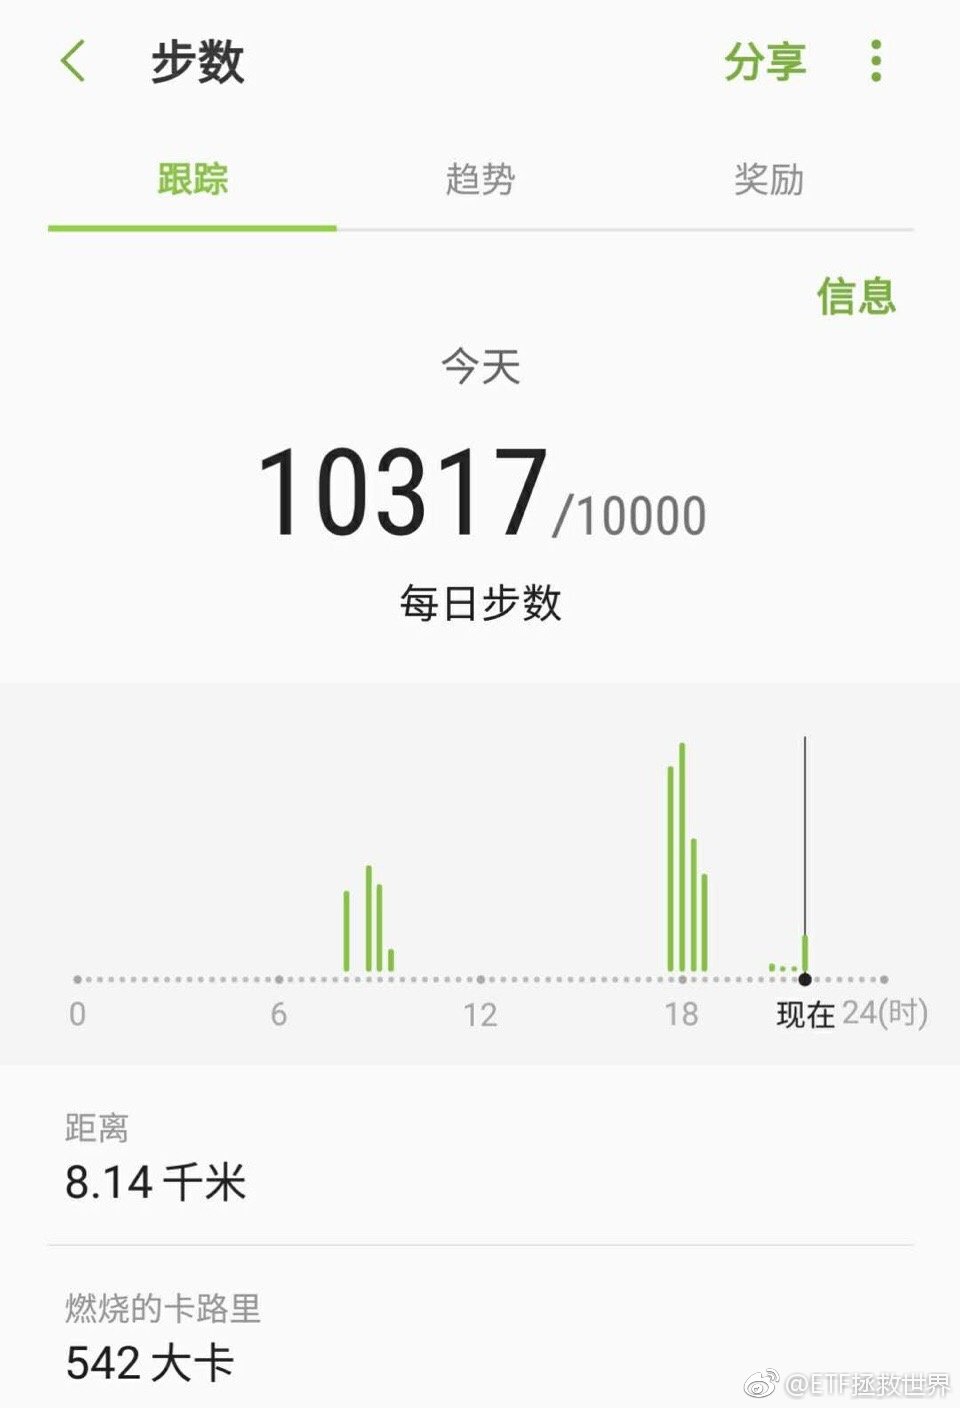 步数 分享
跟踪 趋势 奖励
信息
今天
10317/10000
每日步数
0 6 12 18 现在 24(时)
距离
8.14 千米
燃烧的卡路里
542 大卡
@ETF拯救世界